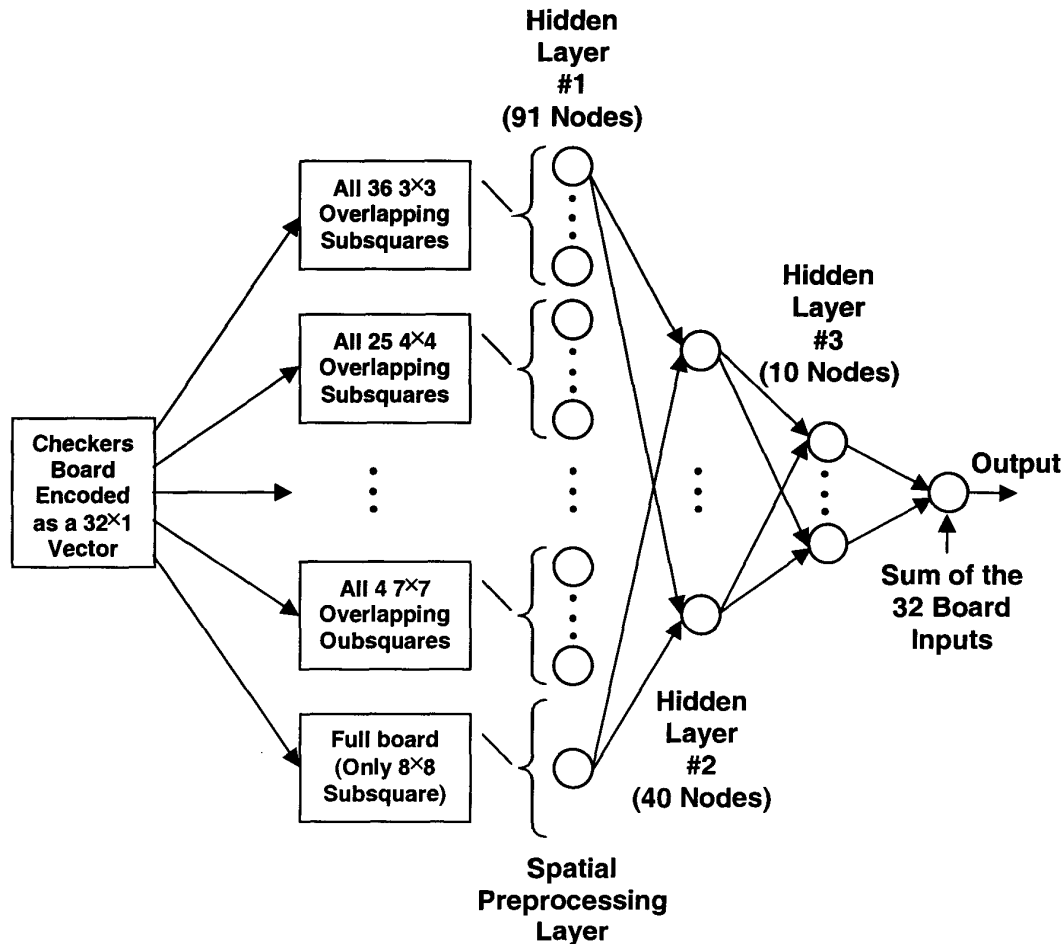 Hidden
Layer
#1
(91 Nodes)
All 36 3×3
Overlapping
Subsquares
All 25 4×4
Overlapping
Subsquares
Checkers
Board
Encoded
as a 32×1
Vector
All 4 7×7
Overlapping
Oubsquares
Full board
(Only 8×8
Subsquare)
Spatial
Preprocessing
Layer
Hidden
Layer
#2
(40 Nodes)
Hidden
Layer
#3
(10 Nodes)
Output
Sum of the
32 Board
Inputs